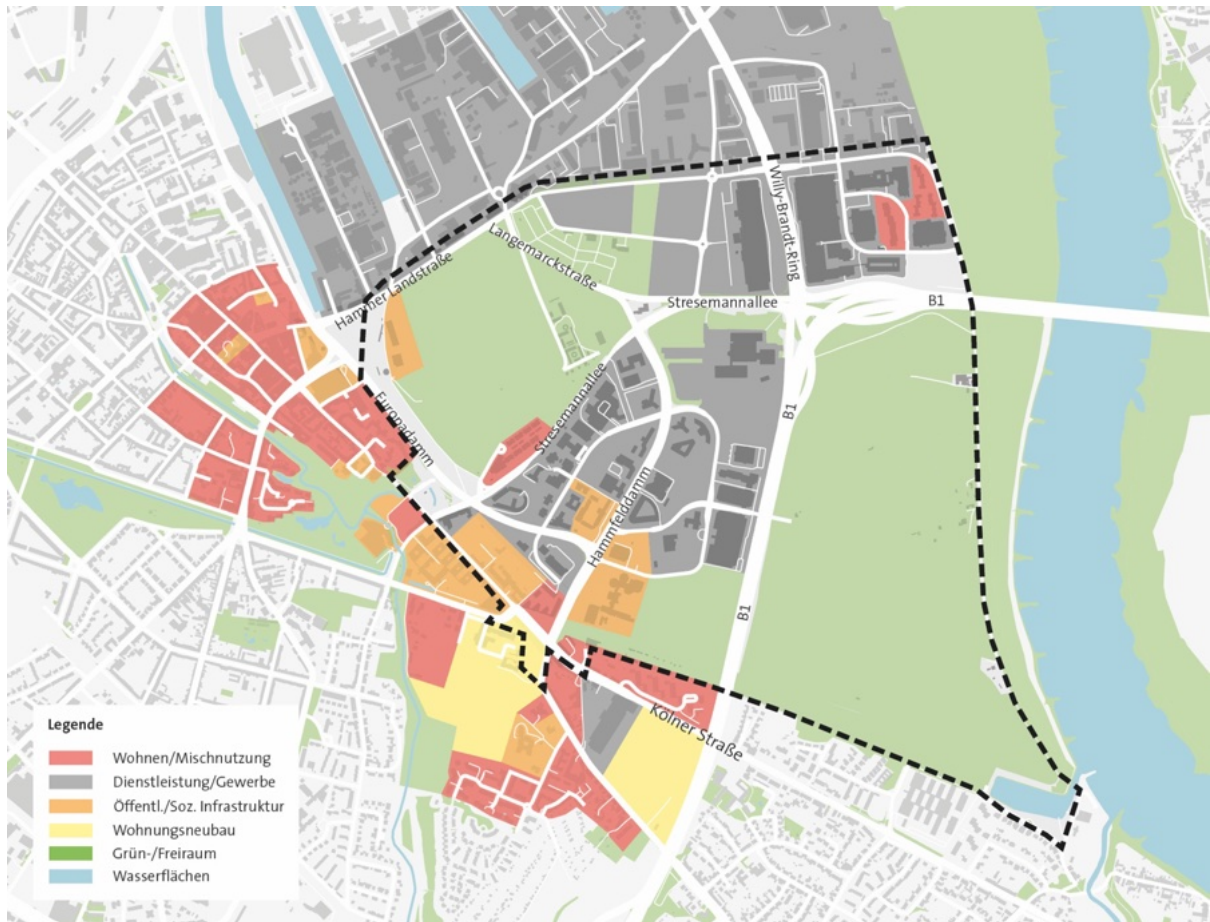 Willy-Brandt-Ring
Langemarckstraße
Hammer Landstraße
Stresemannallee
B1
Europadamm
Stresemannallee
B1
Hammfelddamm
B1
Kölner Straße
Legende
Wohnen/Mischnutzung
Dienstleistung/Gewerbe
Öffentl./Soz. Infrastruktur
Wohnungsneubau
Grün-/Freiraum
Wasserflächen